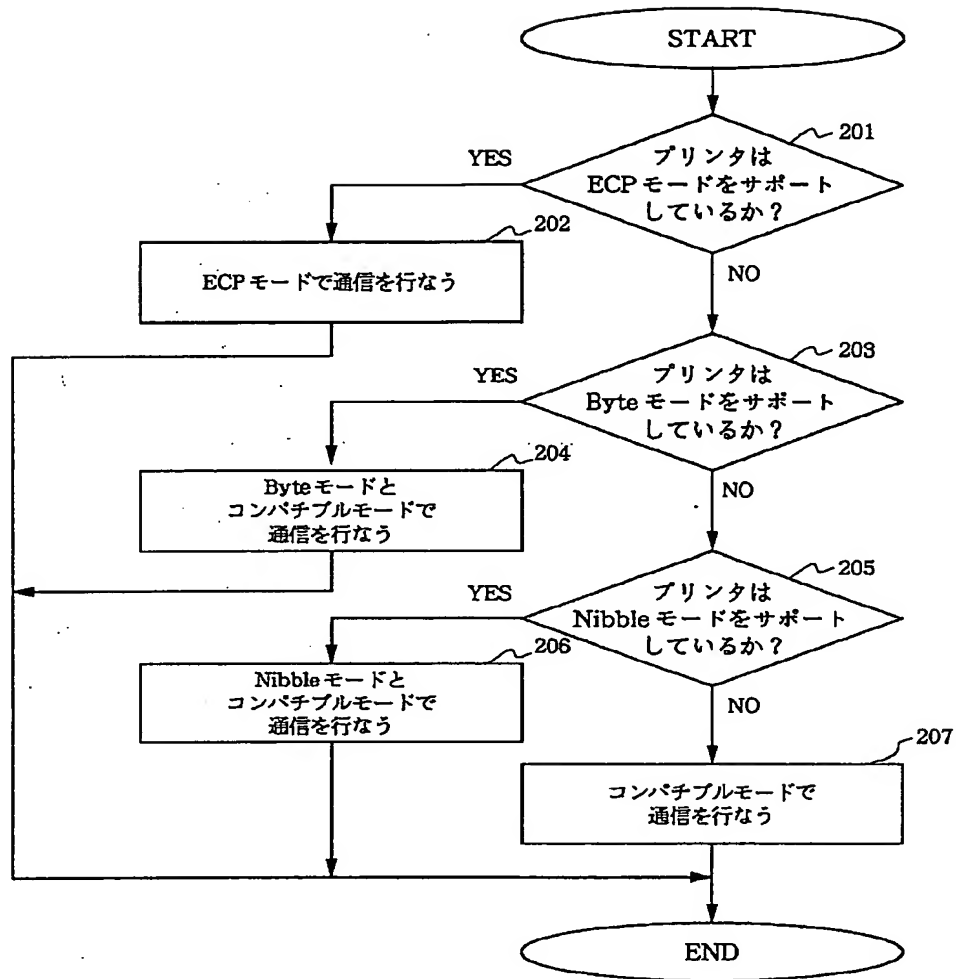 START
201
プリンタは
ECPモードをサポート
しているか？
YES
NO
202
ECPモードで通信を行なう
203
プリンタは
Byteモードをサポート
しているか？
YES
NO
204
Byteモードと
コンパチブルモードで
通信を行なう
205
プリンタは
Nibbleモードをサポート
しているか？
YES
NO
206
Nibbleモードと
コンパチブルモードで
通信を行なう
207
コンパチブルモードで
通信を行なう
END